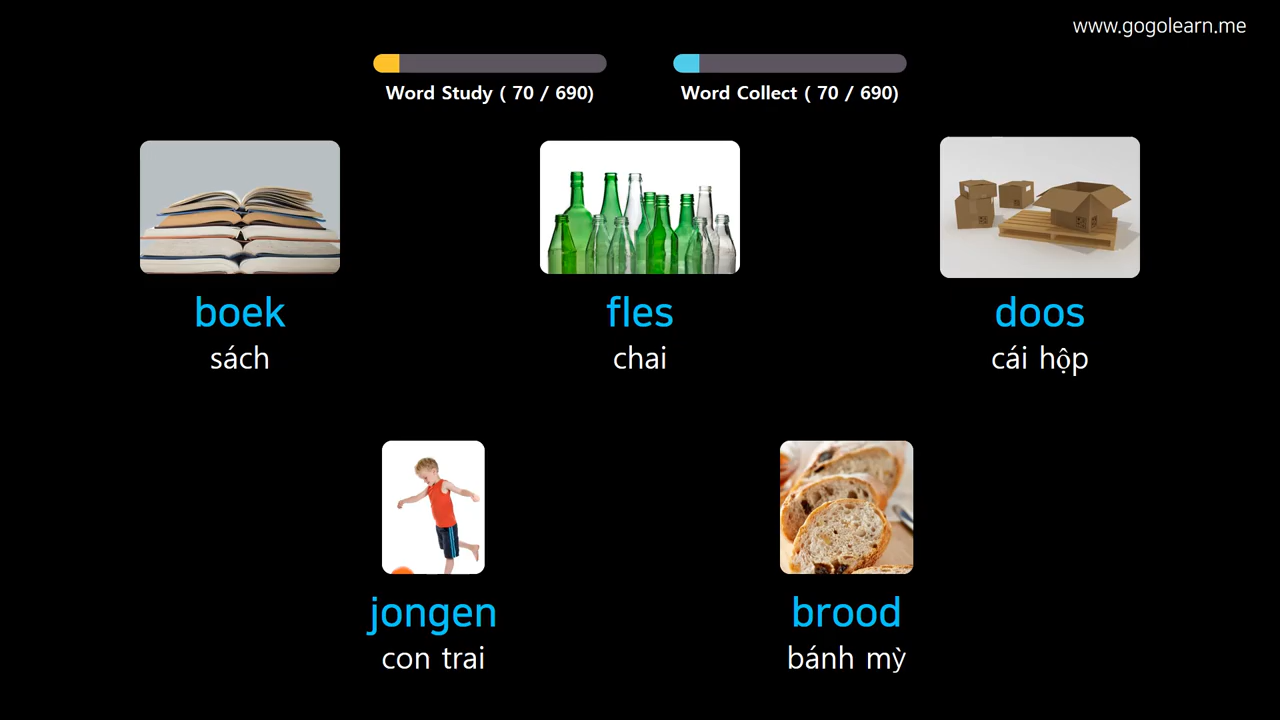 www.gogolearn.me
Word Study ( 70 / 690)
Word Collect ( 70 / 690)
boek
fles
doos
sách
chai
cái hộp
jongen
brood
con trai
bánh mỳ